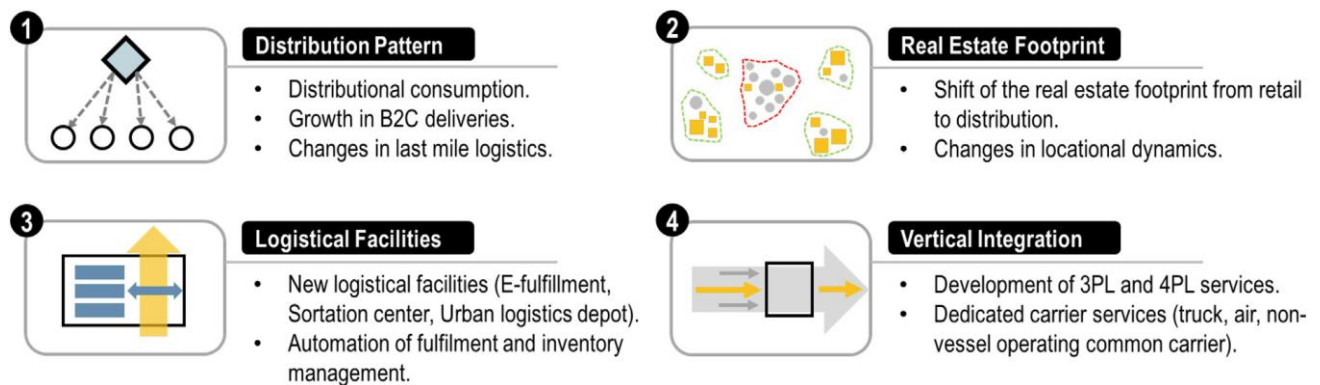 1
Distribution Pattern
• Distributional consumption.
• Growth in B2C deliveries.
• Changes in last mile logistics.
2
Real Estate Footprint
• Shift of the real estate footprint from retail
to distribution.
• Changes in locational dynamics.
3
Logistical Facilities
• New logistical facilities (E-fulfillment,
Sortation center, Urban logistics depot).
• Automation of fulfilment and inventory
management.
4
Vertical Integration
• Development of 3PL and 4PL services.
• Dedicated carrier services (truck, air, non-
vessel operating common carrier).